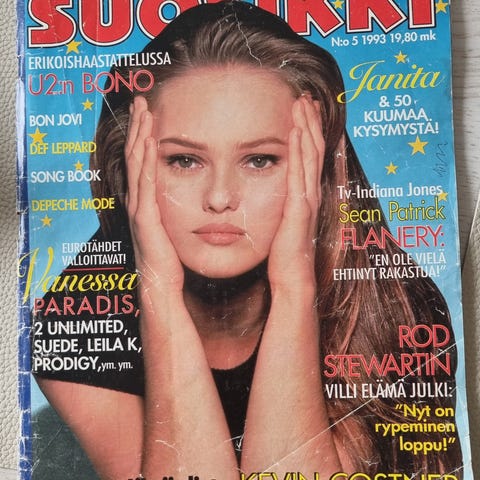 SUOSIKKI
N:o 5 1993 19,80 mk
ERIKOISHAASTATTELUSSA
U2:n BONO
BON JOVI
DEF LEPPARD
SONG BOOK
DEPECHE MODE
EUROTÄHDET
VALLOITTAVAT!
Vanessa
PARADIS,
2 UNLIMITED,
SUEDE, LEILA K,
PRODIGY, ym. ym.
Janita
& 50
KUUMAA
KYSYMYSTÄ!
Tv-Indiana Jones
Sean Patrick
FLANERY:
"EN OLE VIELÄ
EHTINYT RAKASTUA!"
ROD
STEWARTIN
VILLI ELÄMÄ JULKI:
"Nyt on
rypeminen
loppu!"
KEVIN COSTNER